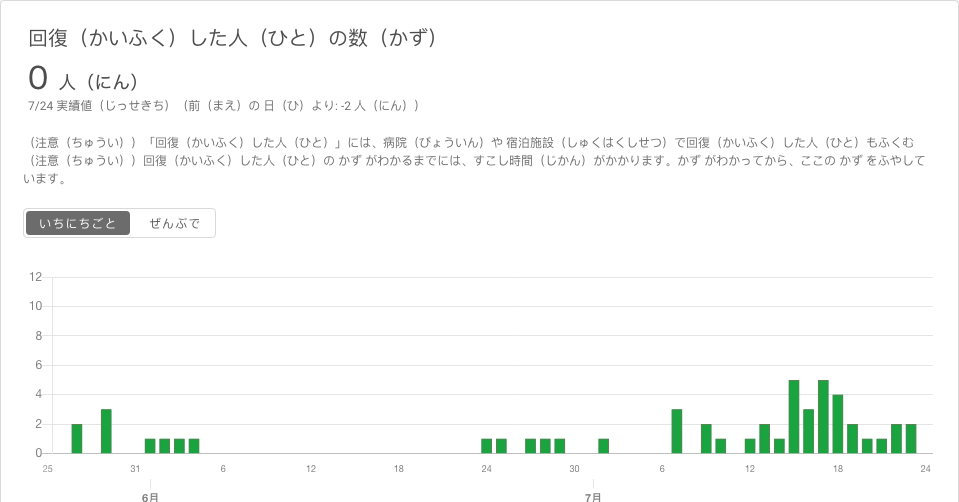 回復（かいふく）した人（ひと）の数（かず）
0 人（にん）
7/24 実績値（じっせきち）（前（まえ）の 日（ひ）より: -2 人（にん））
（注意（ちゅうい））「回復（かいふく）した人（ひと）」には、病院（びょういん）や 宿泊施設（しゅくはくしせつ）で回復（かいふく）した人（ひと）もふくむ
（注意（ちゅうい））回復（かいふく）した人（ひと）の かず がわかるまでには、すこし時間（じかん）がかかります。かず がわかってから、ここの かず をふやして
います。
いちにちごと ぜんぶで
12
10
8
6
4
2
0
25 31 6 12 18 24 30 6 12 18 24
6月 7月